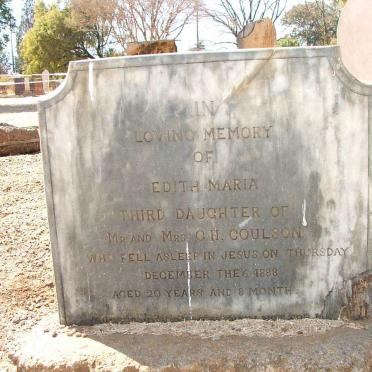 IN
LOVING MEMORY
OF
EDITH MARIA
THIRD DAUGHTER OF
MR AND MRS G.H. COULSON
WHO FELL ASLEEP IN JESUS ON THURSDAY
DECEMBER THE 6 1888
AGED 20 YEARS AND 8 MONTH